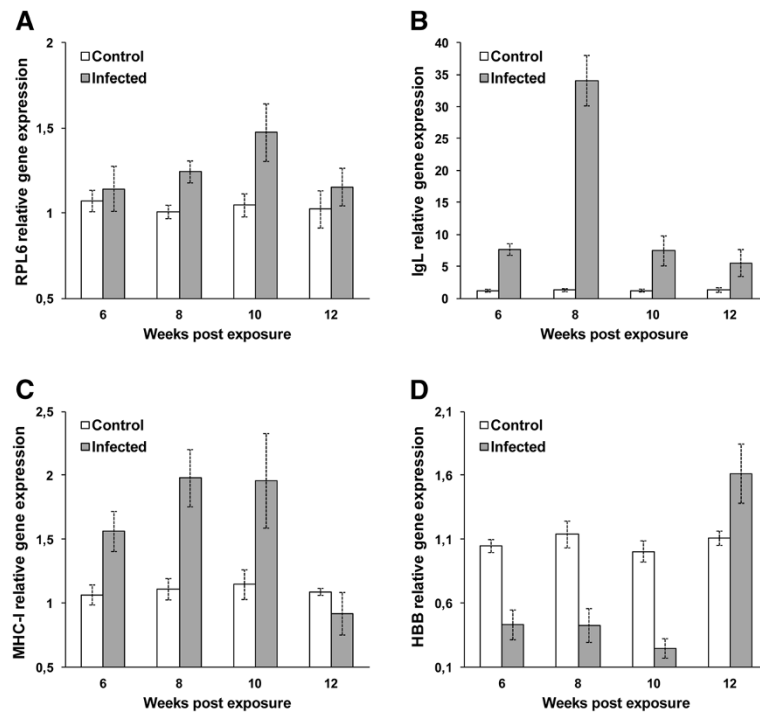 A
RPL6 relative gene expression
2
1,5
1
0,5
Control
Infected
6 8 10 12
Weeks post exposure
B
IgL relative gene expression
40
35
30
25
20
15
10
5
0
Control
Infected
6 8 10 12
Weeks post exposure
C
MHC-I relative gene expression
2,5
2
1,5
1
0,5
Control
Infected
6 8 10 12
Weeks post exposure
D
HBB relative gene expression
2,1
1,6
1,1
0,6
0,1
Control
Infected
6 8 10 12
Weeks post exposure